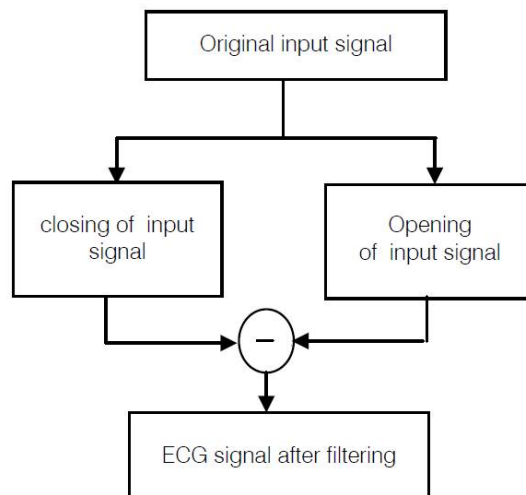 Original input signal
closing of input
signal
Opening
of input signal
−
ECG signal after filtering